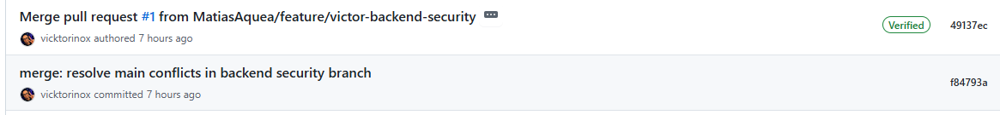 Merge pull request #1 from MatiasAquea/feature/victor-backend-security
vicktorinox authored 7 hours ago
Verified
49137ec
merge: resolve main conflicts in backend security branch
vicktorinox committed 7 hours ago
f84793a